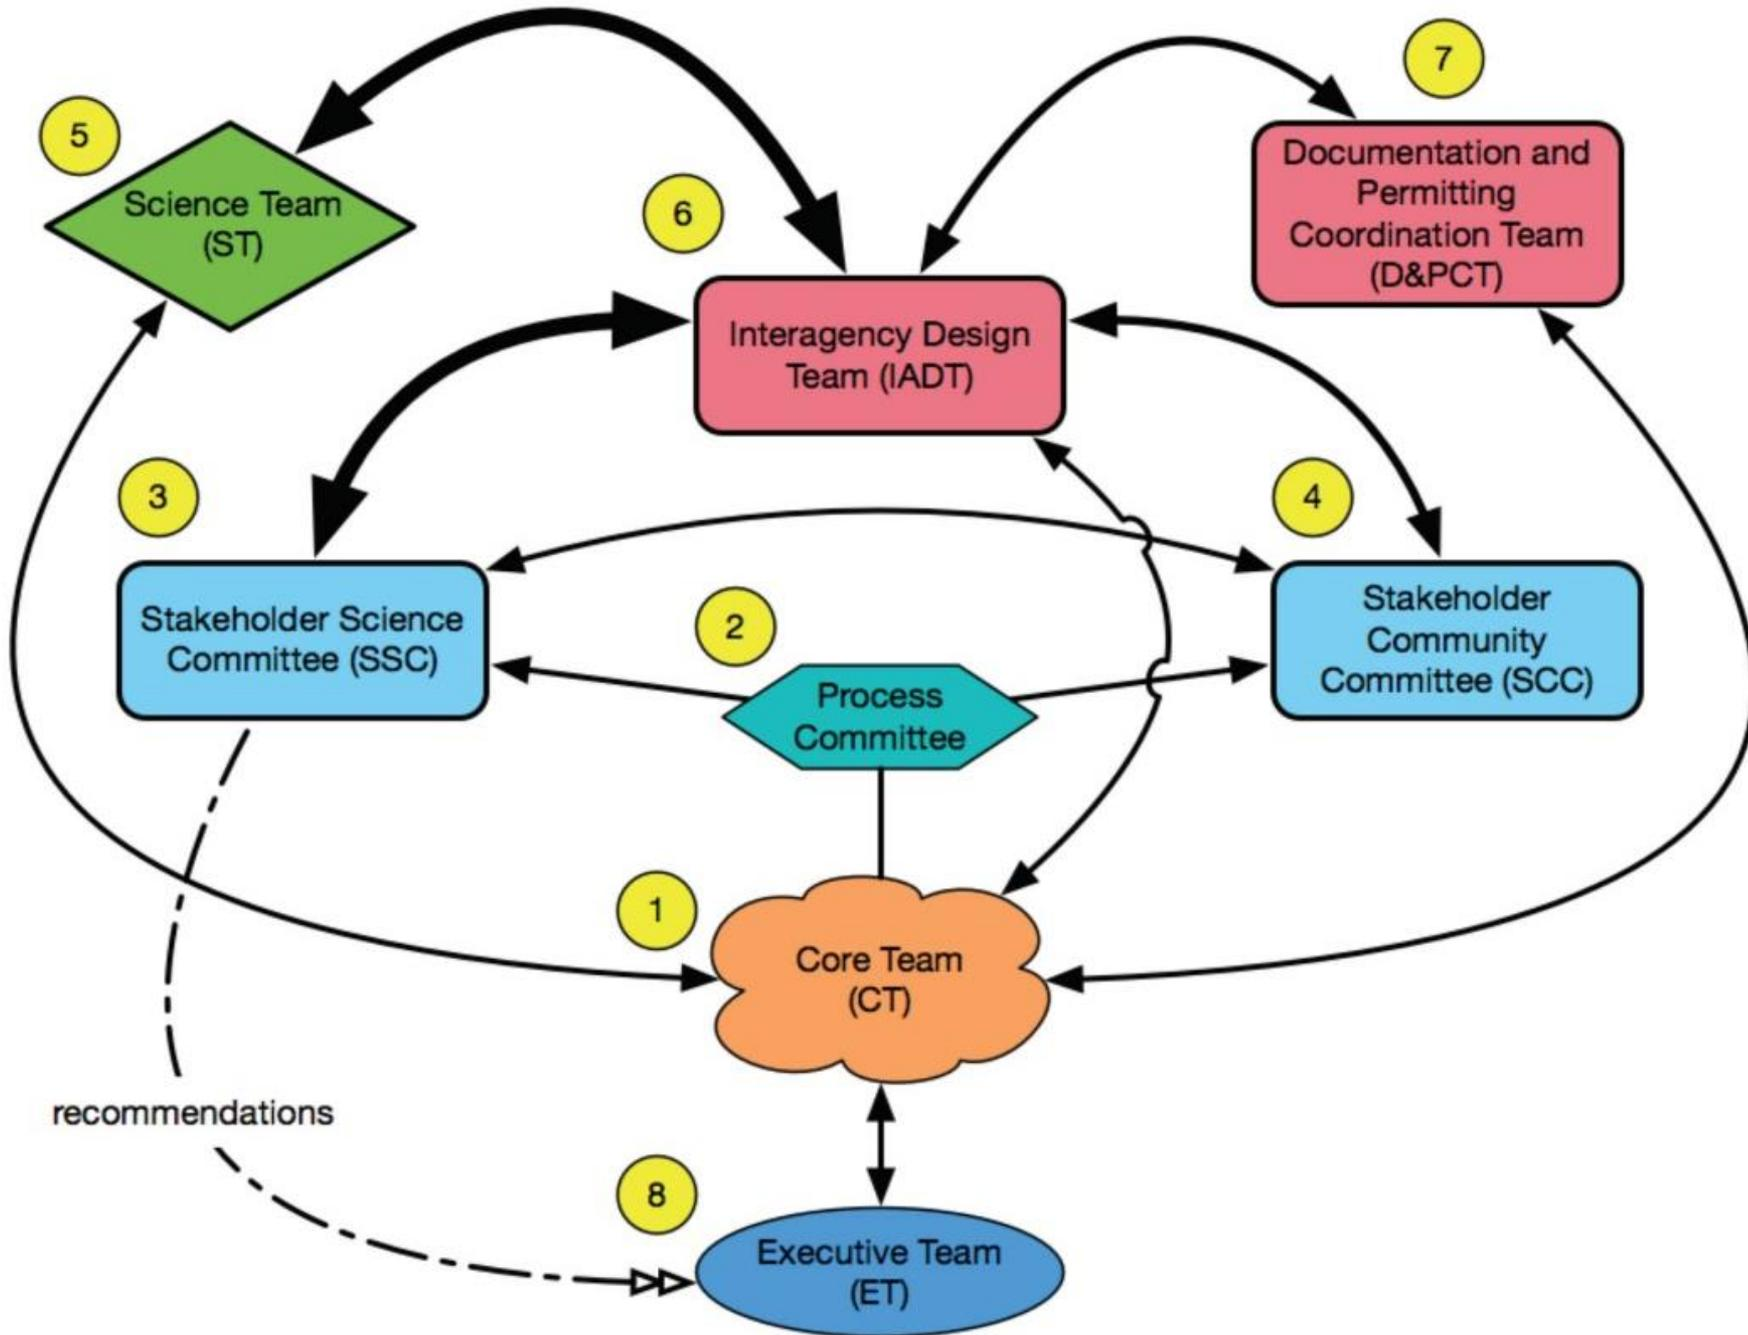 7
5
Documentation and
Permitting
Coordination Team
(D&PCT)
Science Team
(ST)
6
Interagency Design
Team (IADT)
3
4
Stakeholder Science
Committee (SSC)
2
Stakeholder
Community
Committee (SCC)
Process
Committee
1
Core Team
(CT)
recommendations
8
Executive Team
(ET)